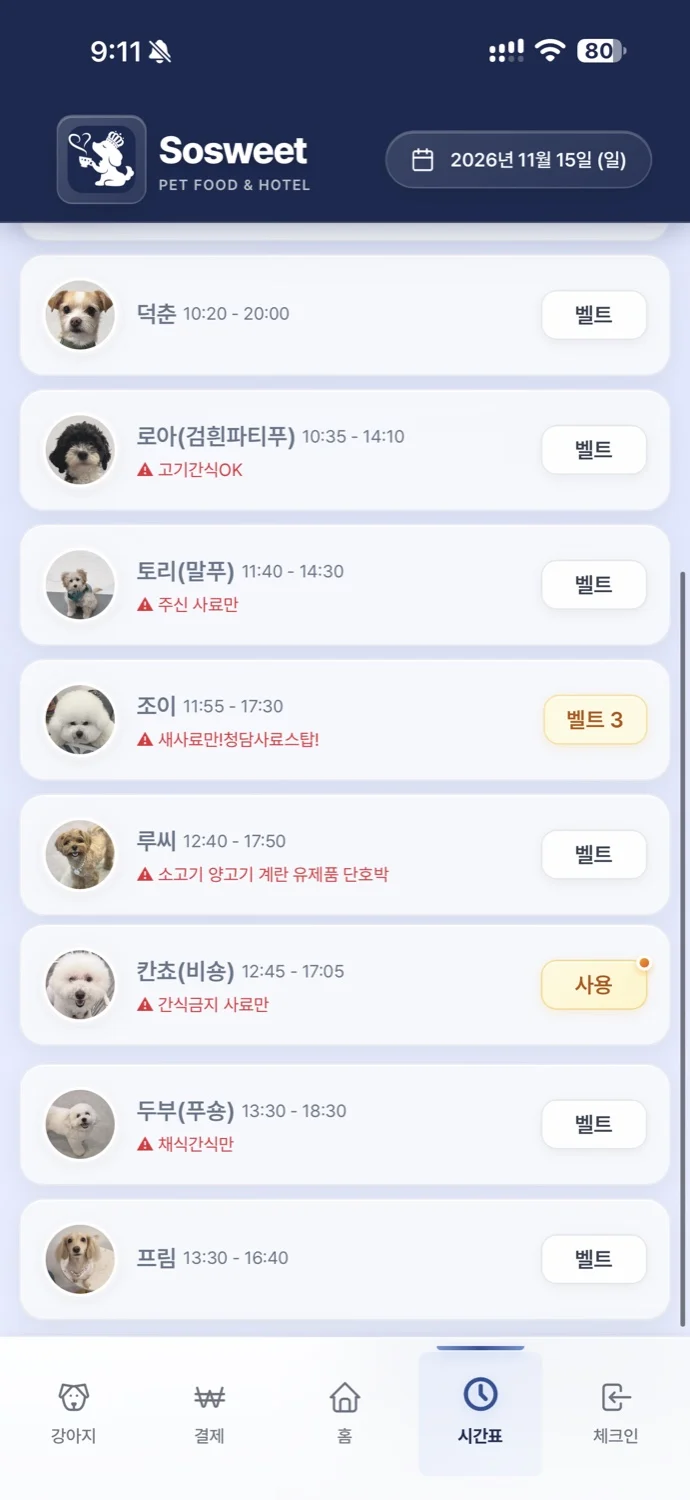 9:11
80
Sosweet
PET FOOD & HOTEL
2026년 11월 15일 (일)
덕춘 10:20 - 20:00
벨트
로아(검흰파티푸) 10:35 - 14:10
고기간식OK
벨트
토리(말푸) 11:40 - 14:30
주신 사료만
벨트
조이 11:55 - 17:30
새사료만!청담사료스탑!
벨트 3
루씨 12:40 - 17:50
소고기 양고기 계란 유제품 단호박
벨트
칸쵸(비숑) 12:45 - 17:05
간식금지 사료만
사용
두부(푸숑) 13:30 - 18:30
채식간식만
벨트
프림 13:30 - 16:40
벨트
강아지
결제
홈
시간표
체크인